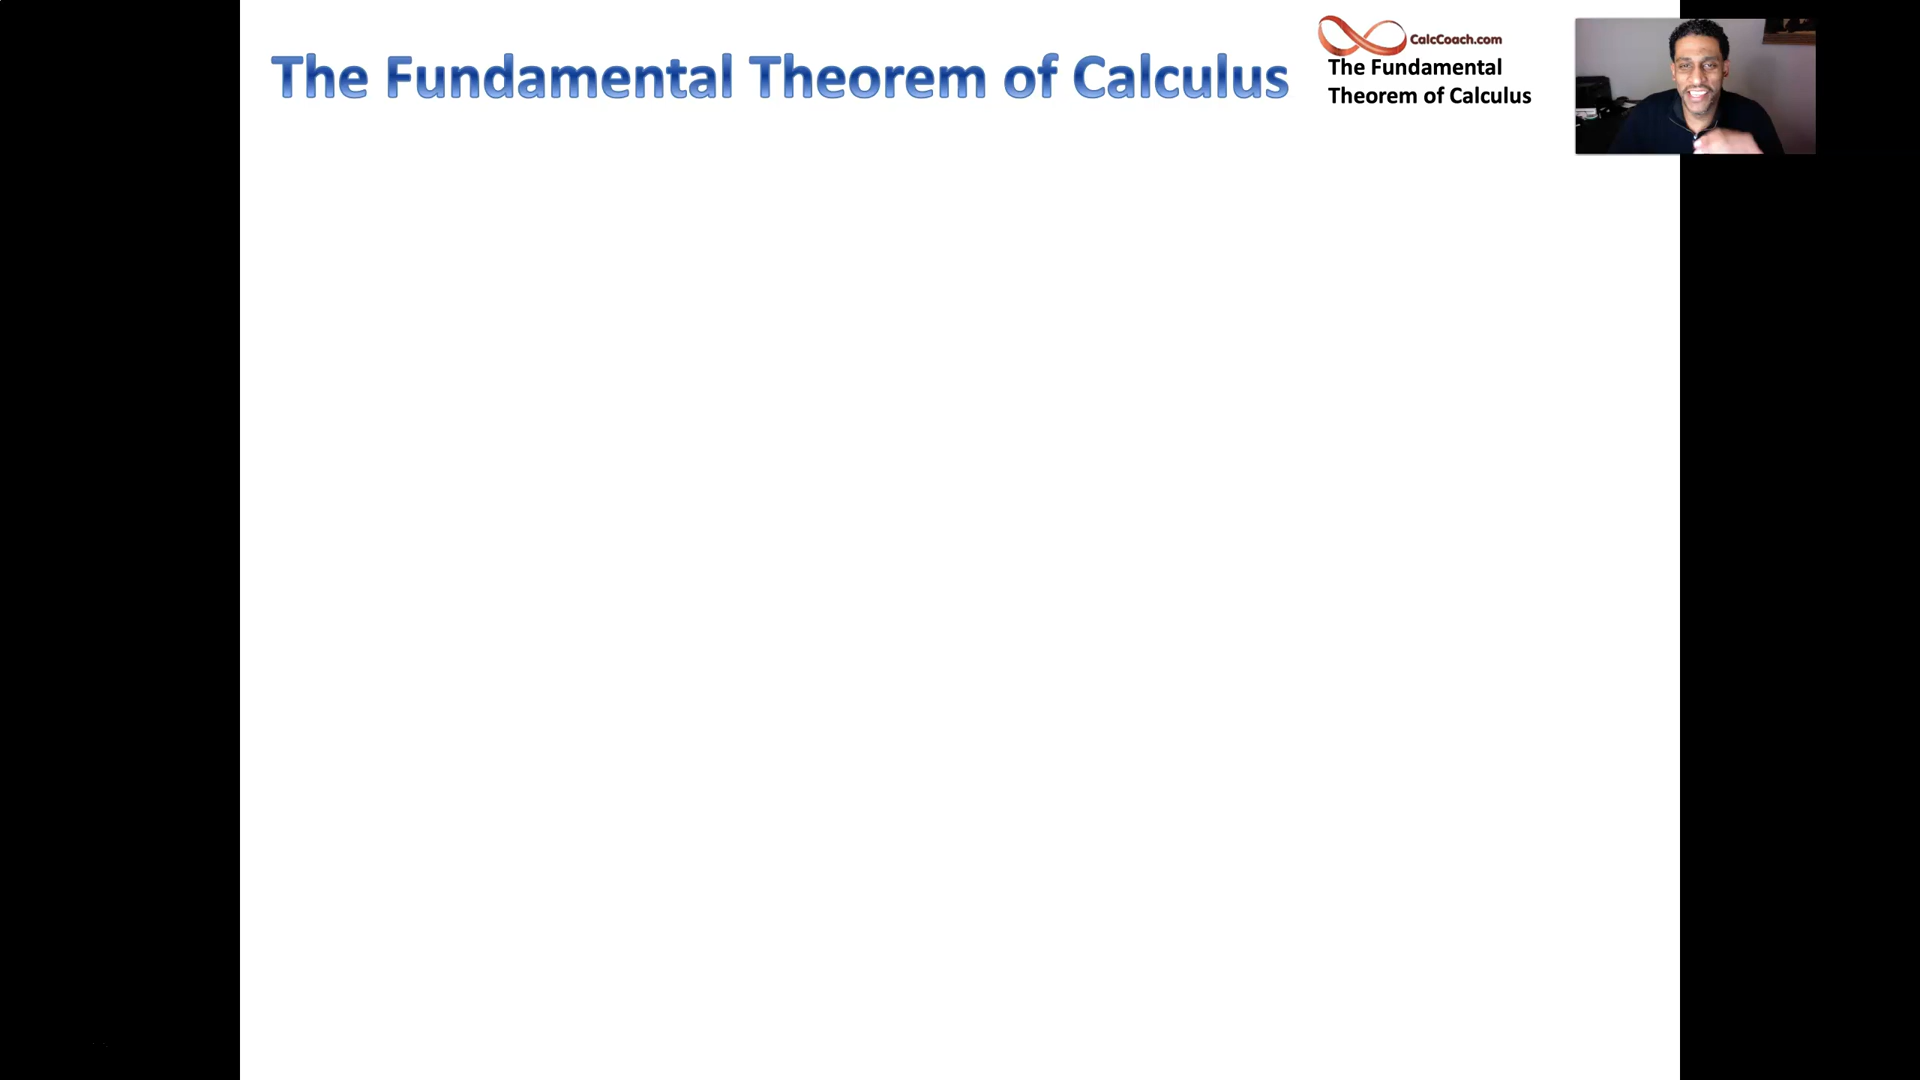 The Fundamental Theorem of Calculus
CalcCoach.com
The Fundamental
Theorem of Calculus